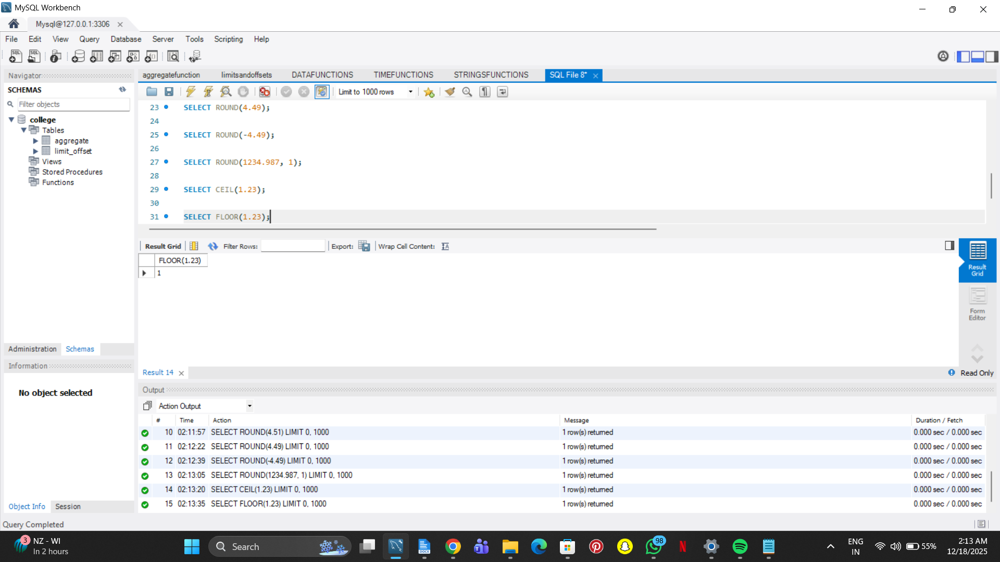 MySQL Workbench
Mysql@127.0.0.1:3306
File Edit View Query Database Server Tools Scripting Help
Navigator
SCHEMAS
Filter objects
college
Tables
aggregate
limit_offset
Views
Stored Procedures
Functions
Administration Schemas
Information
No object selected
Object Info Session
aggregatefunction limitsandoffsets DATAFUNCTIONS TIMEFUNCTIONS STRINGSFUNCTIONS SQL File 8*
Limit to 1000 rows
23 SELECT ROUND(4.49);
24
25 SELECT ROUND(-4.49);
26
27 SELECT ROUND(1234.987, 1);
28
29 SELECT CEIL(1.23);
30
31 SELECT FLOOR(1.23);
Result Grid Filter Rows: Export: Wrap Cell Content:
FLOOR(1.23)
1
Result Grid
Form Editor
Result 14
Read Only
Output
Action Output
# Time Action Message Duration / Fetch
10 02:11:57 SELECT ROUND(4.51) LIMIT 0, 1000 1 row(s) returned 0.000 sec / 0.000 sec
11 02:12:22 SELECT ROUND(4.49) LIMIT 0, 1000 1 row(s) returned 0.000 sec / 0.000 sec
12 02:12:39 SELECT ROUND(-4.49) LIMIT 0, 1000 1 row(s) returned 0.000 sec / 0.000 sec
13 02:13:05 SELECT ROUND(1234.987, 1) LIMIT 0, 1000 1 row(s) returned 0.000 sec / 0.000 sec
14 02:13:20 SELECT CEIL(1.23) LIMIT 0, 1000 1 row(s) returned 0.000 sec / 0.000 sec
15 02:13:35 SELECT FLOOR(1.23) LIMIT 0, 1000 1 row(s) returned 0.000 sec / 0.000 sec
Query Completed
3 NZ - WI
In 2 hours
Search
98
ENG
IN
55%
2:13 AM
12/18/2025